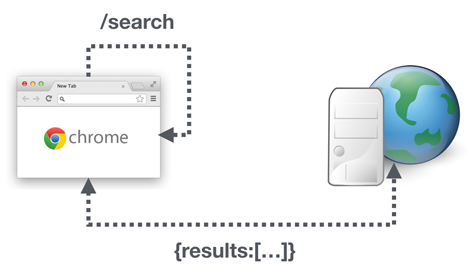 /search
New Tab
chrome
{results:[...]}